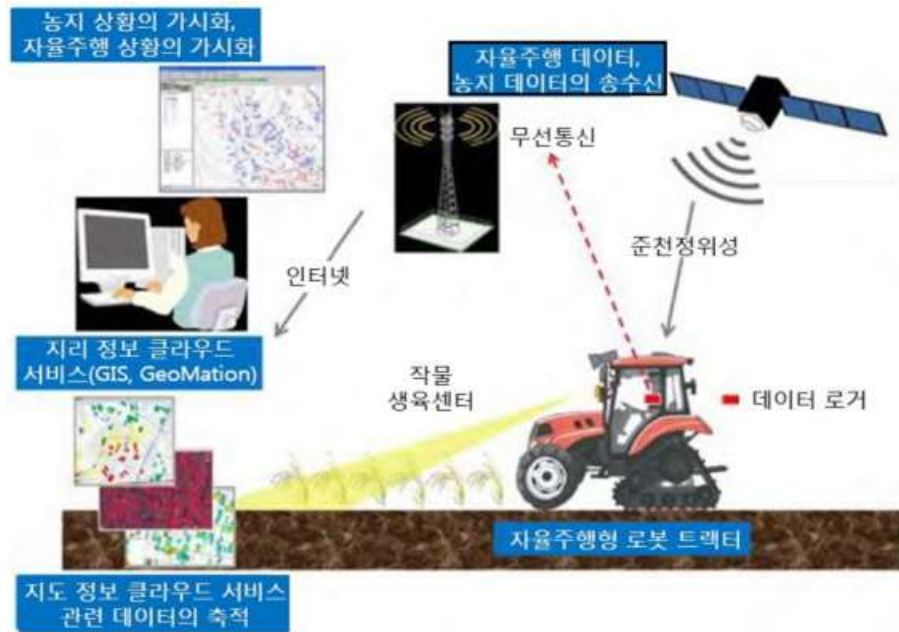 농지 상황의 가시화,
자율주행 상황의 가시화
자율주행 데이터,
농지 데이터의 송수신
무선통신
준천정위성
인터넷
지리 정보 클라우드
서비스(GIS, GeoMation)
작물
생육센터
데이터 로거
자율주행형 로봇 트랙터
지도 정보 클라우드 서비스
관련 데이터의 축적